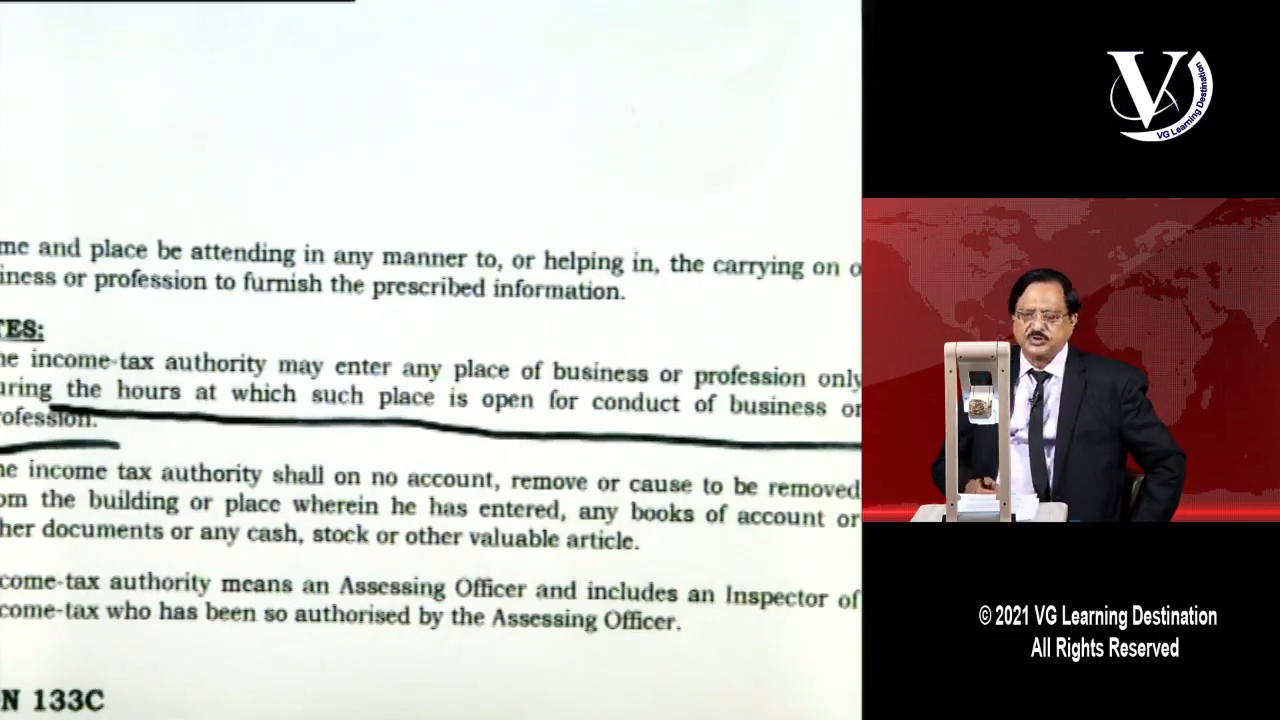 me and place be attending in any manner to, or helping in, the carrying on o
iness or profession to furnish the prescribed information.
TES:
he income-tax authority may enter any place of business or profession only
uring the hours at which such place is open for conduct of business or
rofession.
he income tax authority shall on no account, remove or cause to be removed
om the building or place wherein he has entered, any books of account or
her documents or any cash, stock or other valuable article.
come-tax authority means an Assessing Officer and includes an Inspector of
come-tax who has been so authorised by the Assessing Officer.
N 133C
V
VG Learning Destination
© 2021 VG Learning Destination
All Rights Reserved